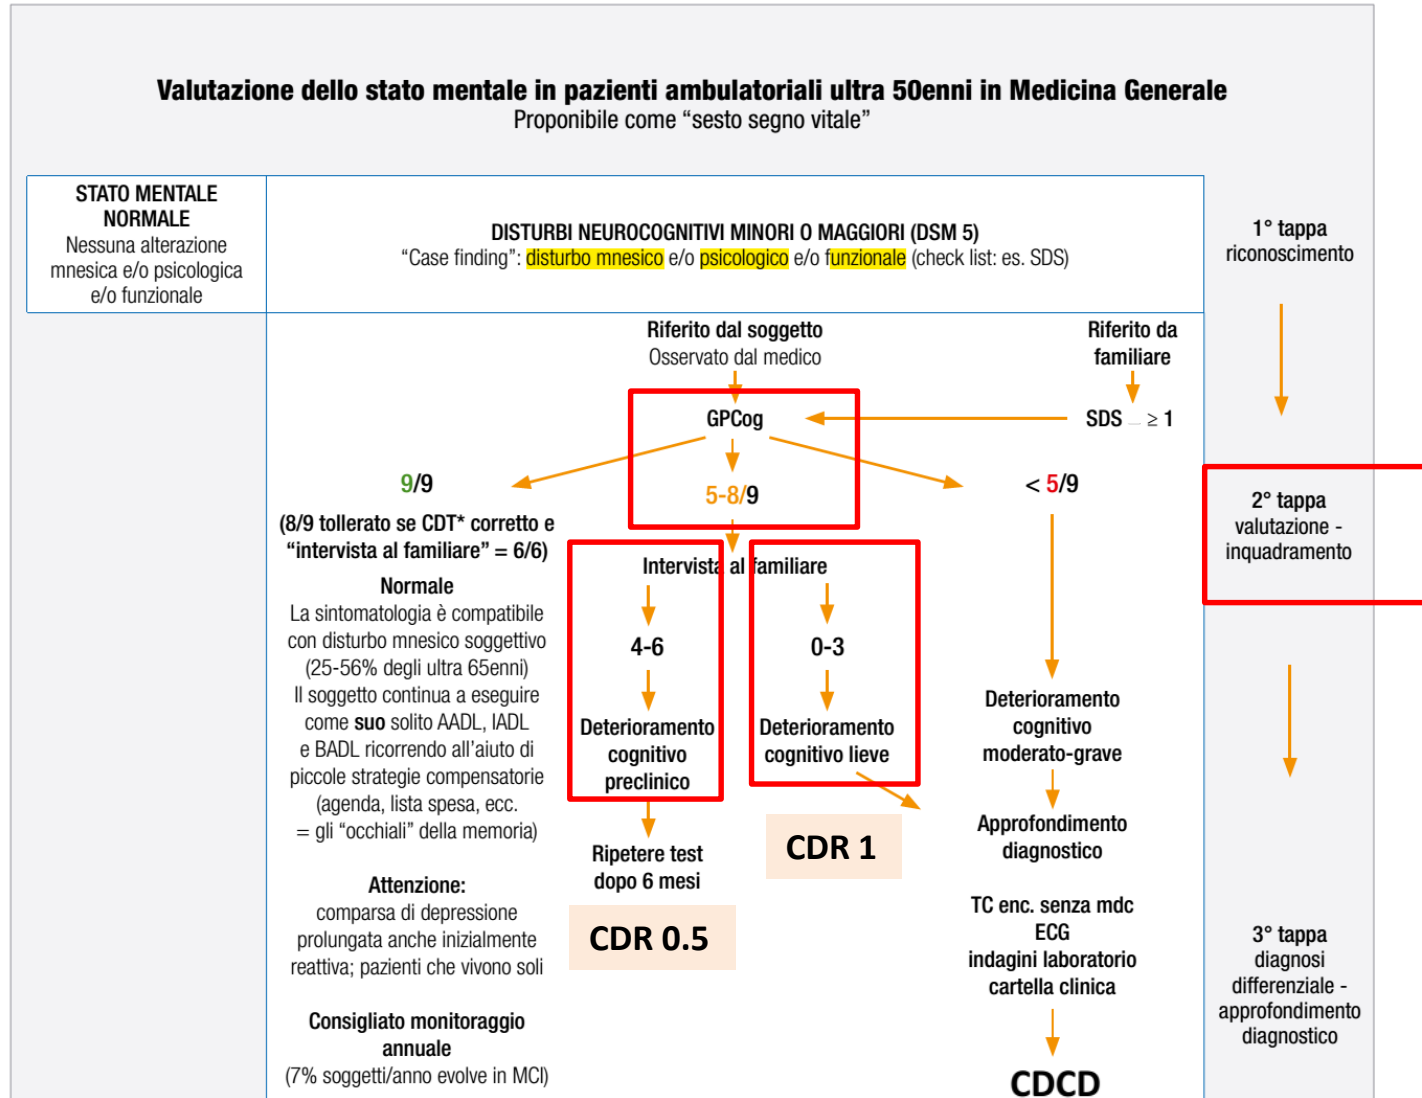 Valutazione dello stato mentale in pazienti ambulatoriali ultra 50enni in Medicina Generale
Proponibile come “sesto segno vitale”
STATO MENTALE
NORMALE
Nessuna alterazione
mnesica e/o psicologica
e/o funzionale
DISTURBI NEUROCOGNITIVI MINORI O MAGGIORI (DSM 5)
“Case finding”: disturbo mnesico e/o psicologico e/o funzionale (check list: es. SDS)
1° tappa
riconoscimento
Riferito dal soggetto
Osservato dal medico
Riferito da
familiare
GPCog
SDS ≥ 1
9/9
5-8/9
< 5/9
2° tappa
valutazione -
inquadramento
(8/9 tollerato se CDT* corretto e
“intervista al familiare” = 6/6)
Normale
La sintomatologia è compatibile
con disturbo mnesico soggettivo
(25-56% degli ultra 65enni)
Il soggetto continua a eseguire
come suo solito AADL, IADL
e BADL ricorrendo all’aiuto di
piccole strategie compensatorie
(agenda, lista spesa, ecc.
= gli “occhiali” della memoria)
Attenzione:
comparsa di depressione
prolungata anche inizialmente
reattiva; pazienti che vivono soli
Consigliato monitoraggio
annuale
(7% soggetti/anno evolve in MCI)
Intervista al familiare
4-6
0-3
Deterioramento
cognitivo
preclinico
Deterioramento
cognitivo lieve
Deterioramento
cognitivo
moderato-grave
Ripetere test
dopo 6 mesi
CDR 0.5
CDR 1
Approfondimento
diagnostico
TC enc. senza mdc
ECG
indagini laboratorio
cartella clinica
CDCD
3° tappa
diagnosi
differenziale -
approfondimento
diagnostico